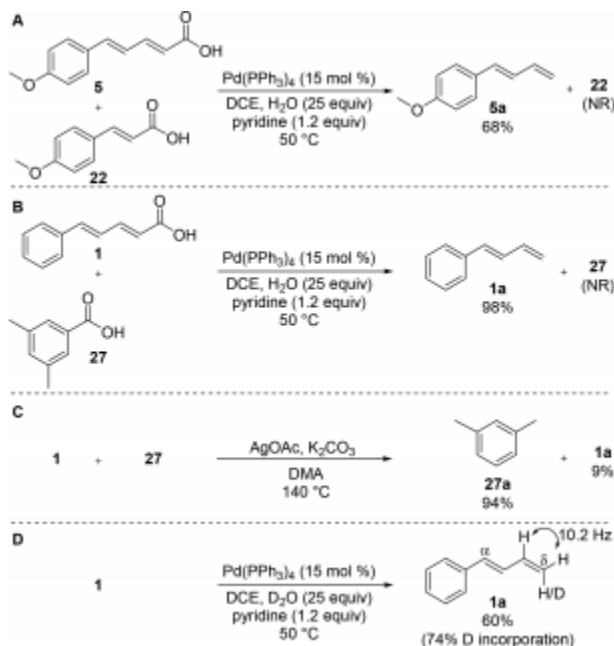 A
O
OH
O
5
+
O
OH
O
22
Pd(PPh3)4 (15 mol %)
DCE, H2O (25 equiv)
pyridine (1.2 equiv)
50 °C
O
5a
68%
+ 22
(NR)
B
O
OH
1
+
O
OH
27
Pd(PPh3)4 (15 mol %)
DCE, H2O (25 equiv)
pyridine (1.2 equiv)
50 °C
1a
98%
+ 27
(NR)
C
1 + 27
AgOAc, K2CO3
DMA
140 °C
27a
94%
+ 1a
9%
D
1
Pd(PPh3)4 (15 mol %)
DCE, D2O (25 equiv)
pyridine (1.2 equiv)
50 °C
H 10.2 Hz
α δ H
H/D
1a
60%
(74% D incorporation)